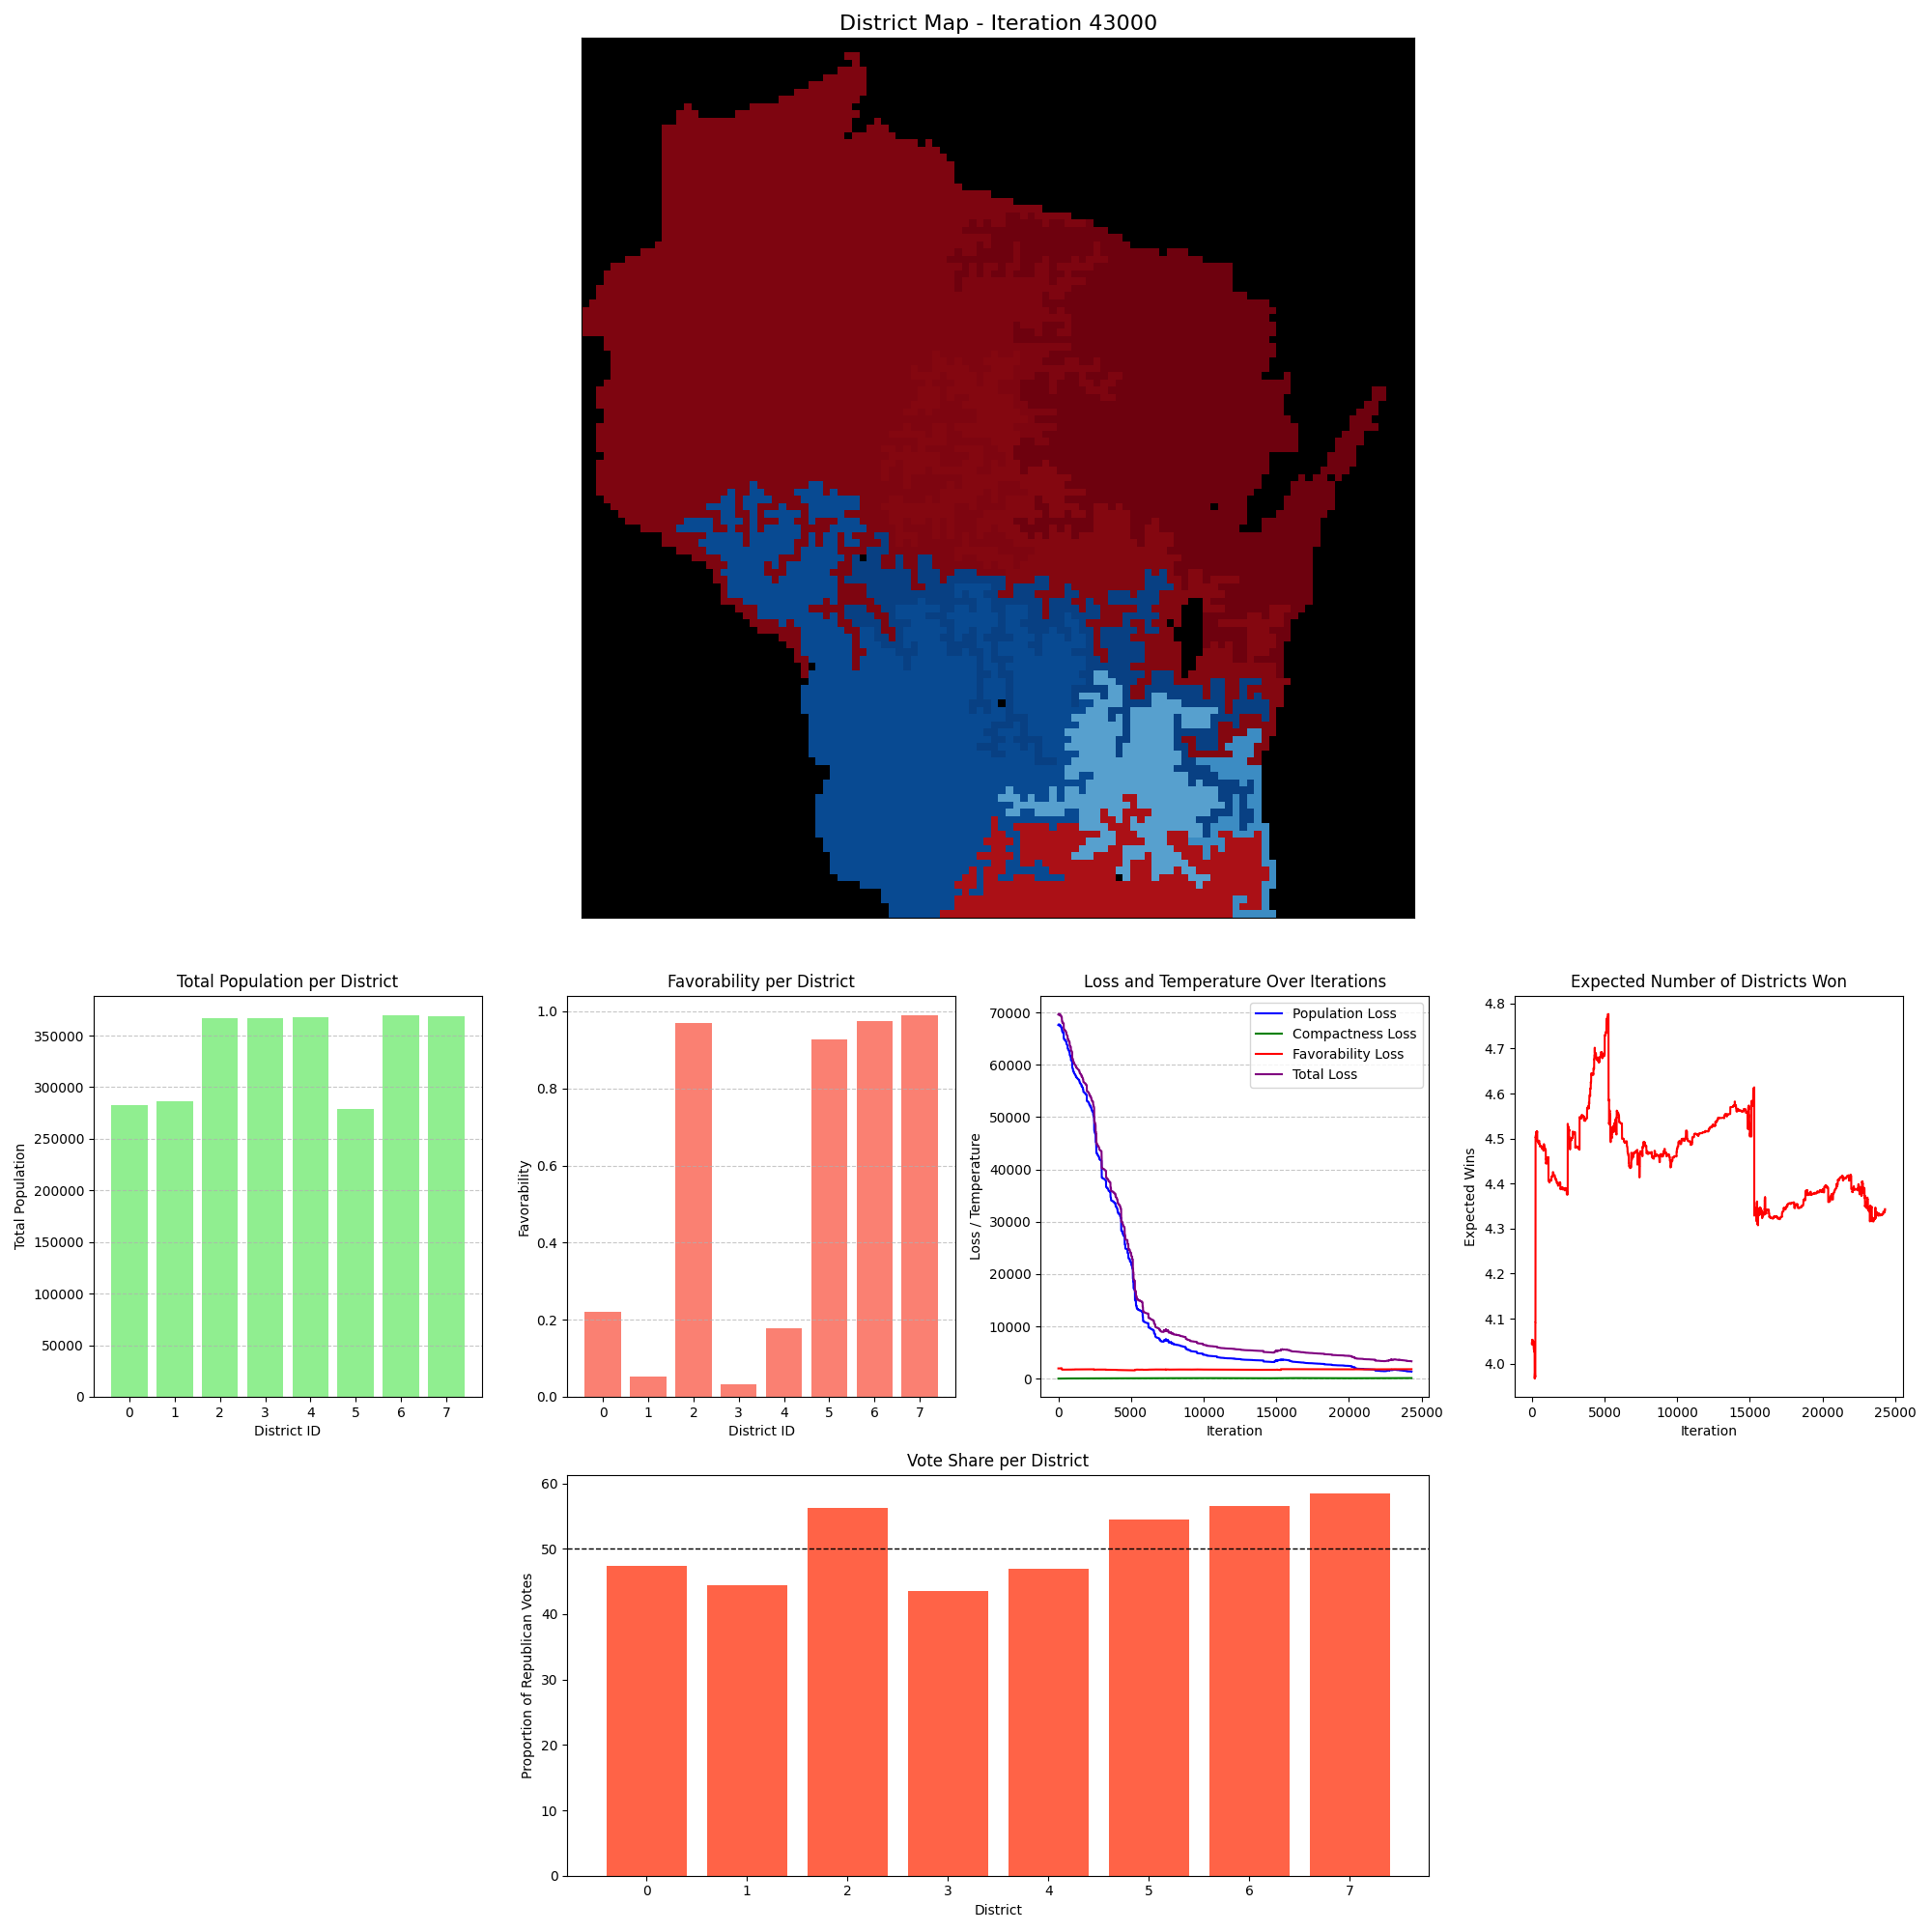 District Map - Iteration 43000
Total Population per District
Total Population
350000
300000
250000
200000
150000
100000
50000
0
0 1 2 3 4 5 6 7
District ID
Favorability per District
Favorability
1.0
0.8
0.6
0.4
0.2
0.0
0 1 2 3 4 5 6 7
District ID
Loss and Temperature Over Iterations
Loss / Temperature
70000
60000
50000
40000
30000
20000
10000
0
Population Loss
Compactness Loss
Favorability Loss
Total Loss
0 5000 10000 15000 20000 25000
Iteration
Expected Number of Districts Won
Expected Wins
4.8
4.7
4.6
4.5
4.4
4.3
4.2
4.1
4.0
0 5000 10000 15000 20000 25000
Iteration
Vote Share per District
Proportion of Republican Votes
60
50
40
30
20
10
0
0 1 2 3 4 5 6 7
District